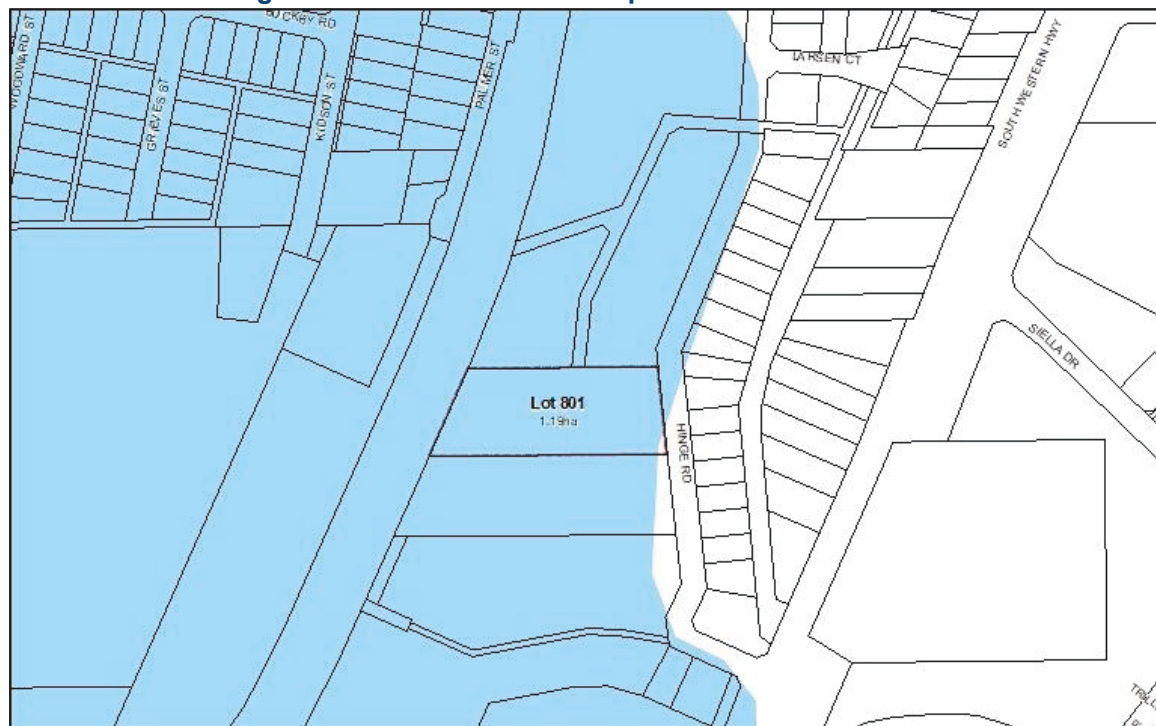 WOODWARD ST
GRIEVES ST
KIDSON ST
PALMER ST
LARSEN CT
SOUTH WESTERN HWY
SIELLA DR
Lot 801
1.19ha
HINGE RD